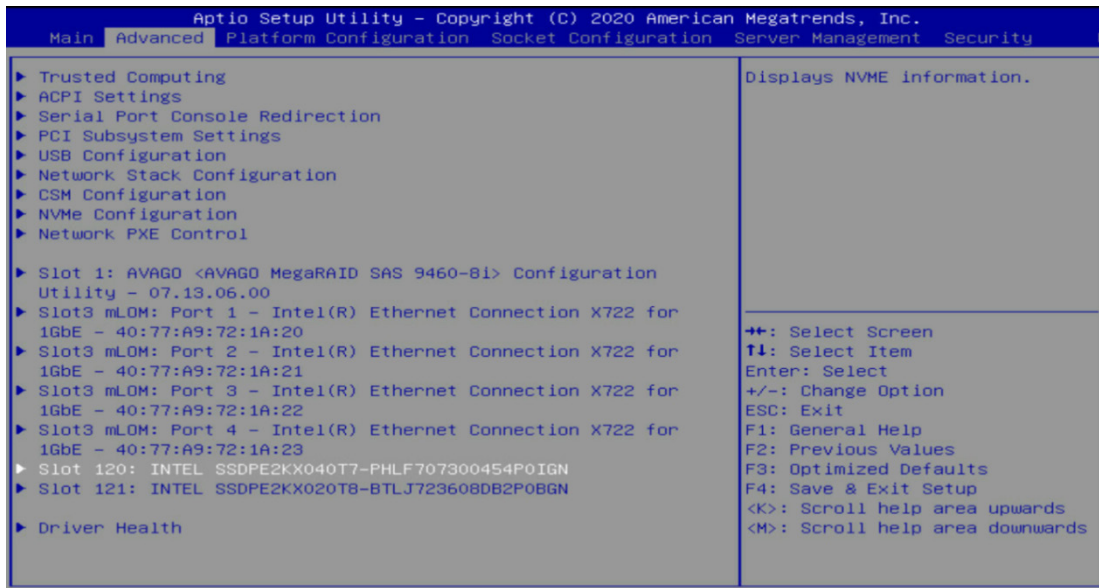 Aptio Setup Utility – Copyright (C) 2020 American Megatrends, Inc.
Main Advanced Platform Configuration Socket Configuration Server Management Security
▶ Trusted Computing
▶ ACPI Settings
▶ Serial Port Console Redirection
▶ PCI Subsystem Settings
▶ USB Configuration
▶ Network Stack Configuration
▶ CSM Configuration
▶ NVMe Configuration
▶ Network PXE Control
▶ Slot 1: AVAGO <AVAGO MegaRAID SAS 9460-8i> Configuration
Utility – 07.13.06.00
▶ Slot3 mLOM: Port 1 – Intel(R) Ethernet Connection X722 for
1GbE – 40:77:A9:72:1A:20
▶ Slot3 mLOM: Port 2 – Intel(R) Ethernet Connection X722 for
1GbE – 40:77:A9:72:1A:21
▶ Slot3 mLOM: Port 3 – Intel(R) Ethernet Connection X722 for
1GbE – 40:77:A9:72:1A:22
▶ Slot3 mLOM: Port 4 – Intel(R) Ethernet Connection X722 for
1GbE – 40:77:A9:72:1A:23
▶ Slot 120: INTEL SSDPE2KX040T7-PHLF707300454P0IGN
▶ Slot 121: INTEL SSDPE2KX020T8-BTLJ723608DB2P0BGN
▶ Driver Health
Displays NVME information.
→←: Select Screen
↑↓: Select Item
Enter: Select
+/-: Change Option
ESC: Exit
F1: General Help
F2: Previous Values
F3: Optimized Defaults
F4: Save & Exit Setup
<K>: Scroll help area upwards
<M>: Scroll help area downwards